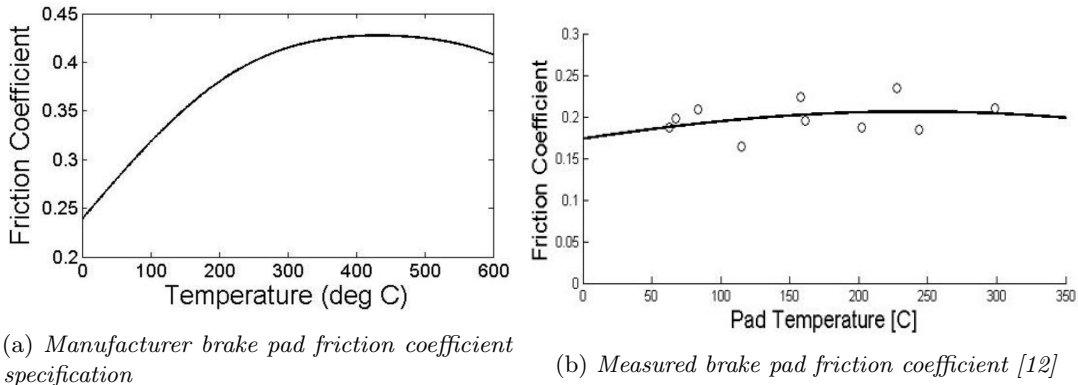 0.45
0.4
0.35
0.3
0.25
0.2
Friction Coefficient
0 100 200 300 400 500 600
Temperature (deg C)
(a) Manufacturer brake pad friction coefficient
specification
0.3
0.25
0.2
0.15
0.1
0.05
0
Friction Coefficient
0 50 100 150 200 250 300 350
Pad Temperature [C]
(b) Measured brake pad friction coefficient [12]